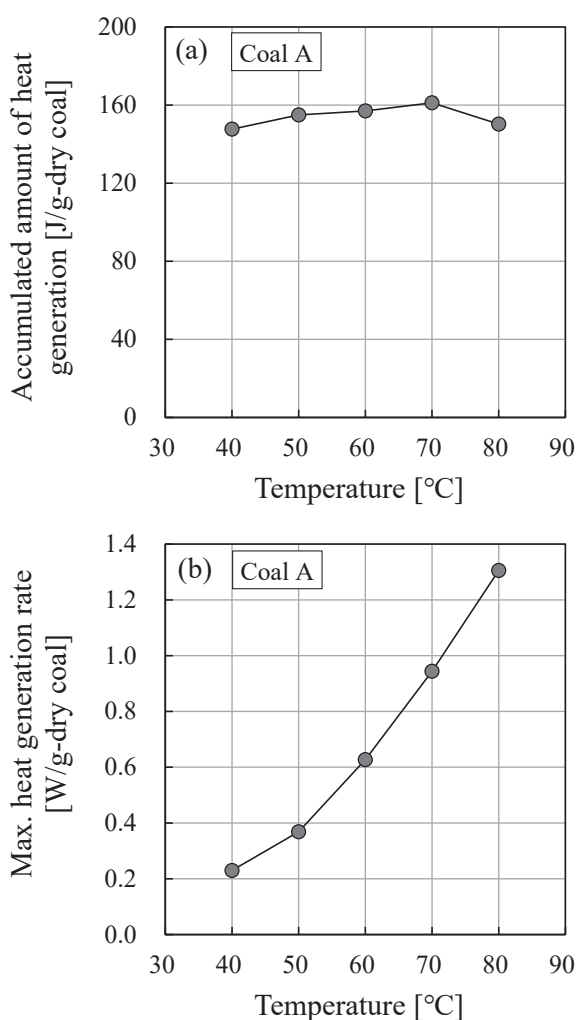 (a) Coal A
Accumulated amount of heat
generation [J/g-dry coal]
200
160
120
80
40
0
30 40 50 60 70 80 90
Temperature [°C]
(b) Coal A
Max. heat generation rate
[W/g-dry coal]
1.4
1.2
1.0
0.8
0.6
0.4
0.2
0.0
30 40 50 60 70 80 90
Temperature [°C]